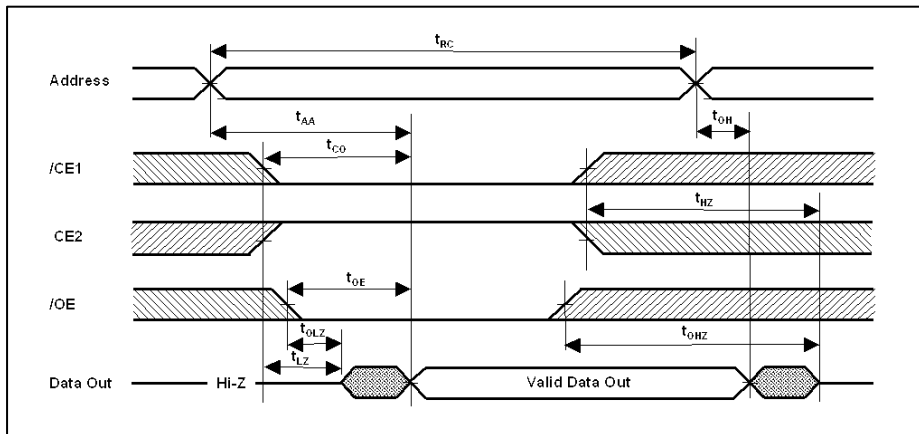 tRC
Address
tAA
tOH
tCO
/CE1
tHZ
CE2
tOE
/OE
tOLZ
tOHZ
tLZ
Data Out
Hi-Z
Valid Data Out